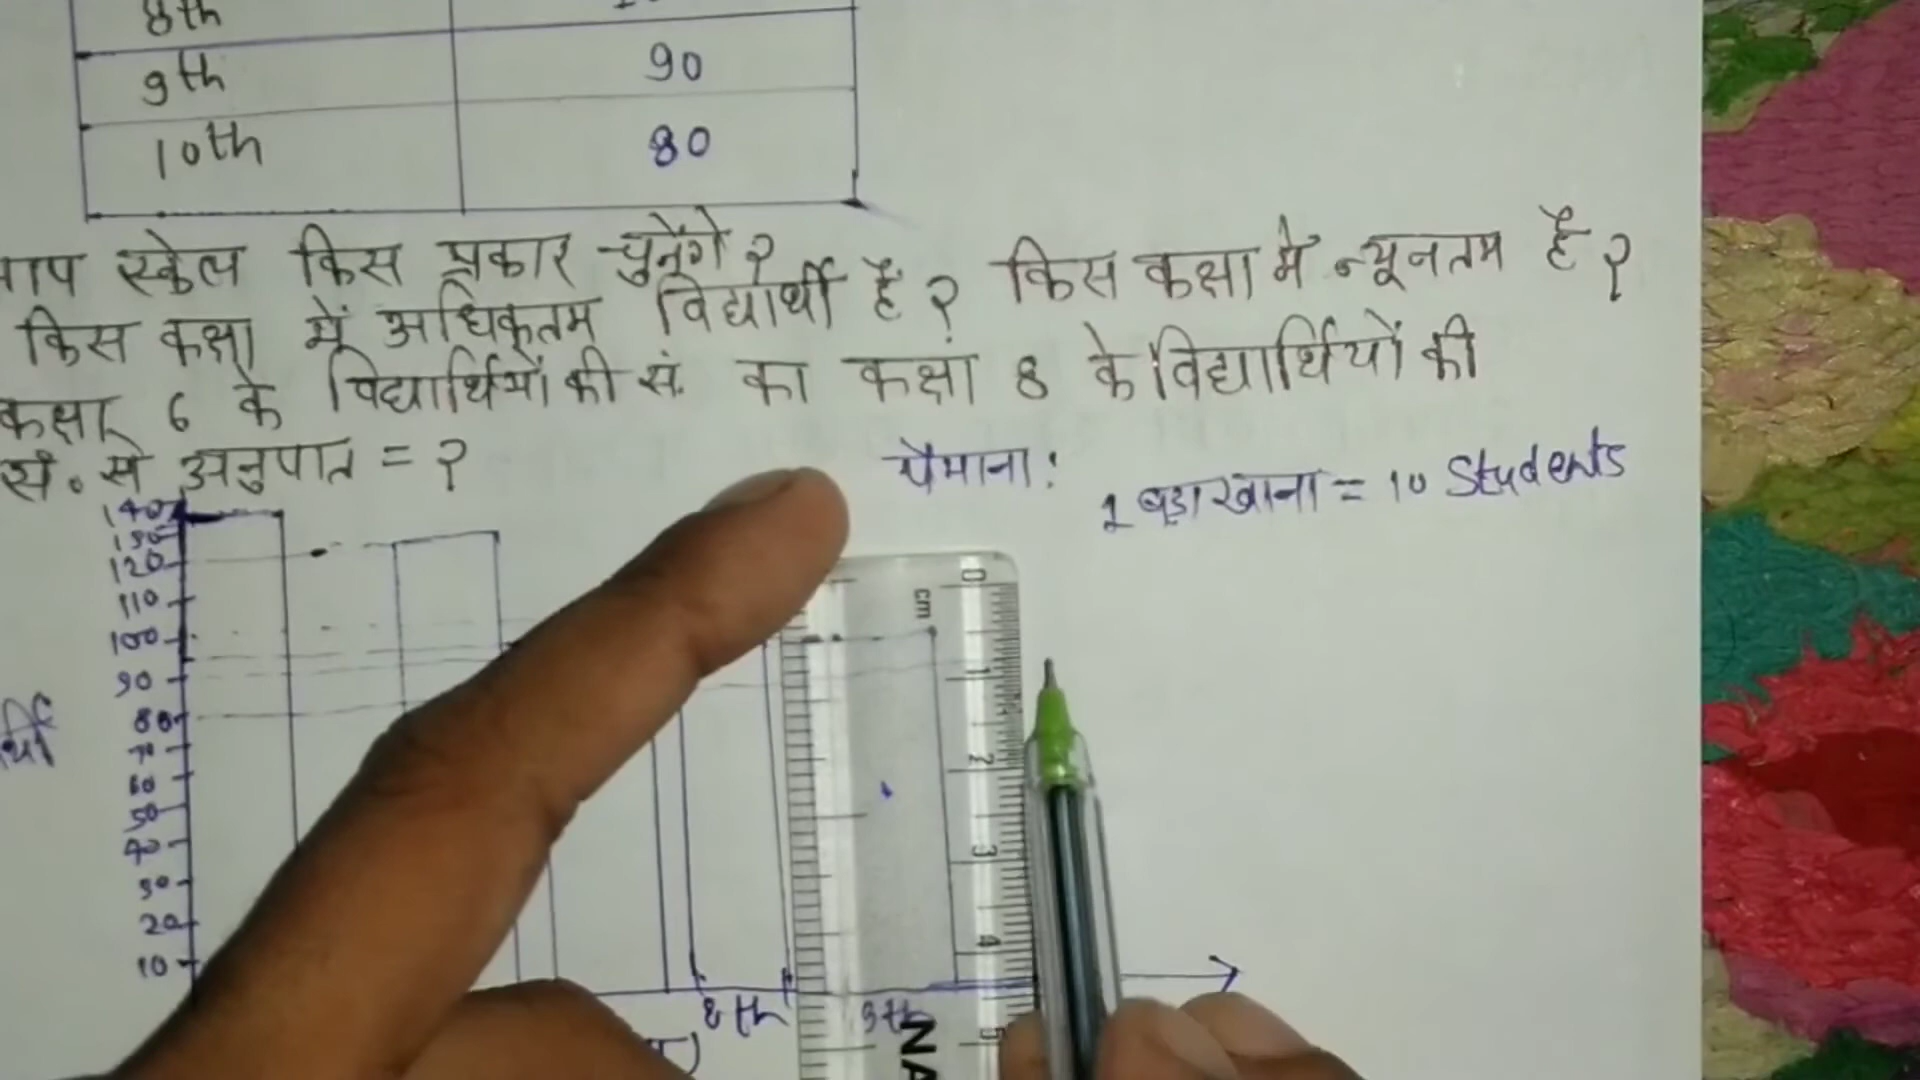 8th
9th 90
10th 80
स्केल किस प्रकार चुनेंगे ?
किस कक्षा में अधिकतम विद्यार्थी है ? किस कक्षा में न्यूनतम है ?
कक्षा 6 के विद्यार्थियों की सं. का कक्षा 8 के विद्यार्थियों की
सं. से अनुपात = ?
पैमाना : 1 बड़ा खाना = 10 Students
140
130
120
110
100
90
80
70
60
50
40
30
20
10
8th 9th
cm
0
1
2
3
4
5